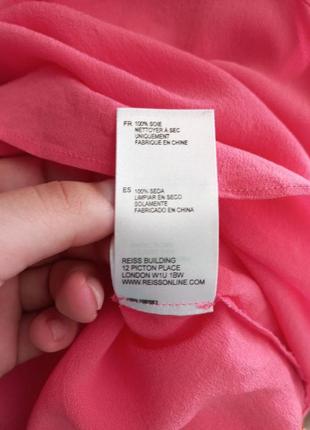 FR 100% SOIE
NETTOYER A SEC
UNIQUEMENT
FABRIQUE EN CHINE
ES 100% SEDA
LIMPIAR EN SECO
SOLAMENTE
FABRICADO EN CHINA
REISS BUILDING
12 PICTON PLACE
LONDON W1U 1BW
WWW.REISSONLINE.COM